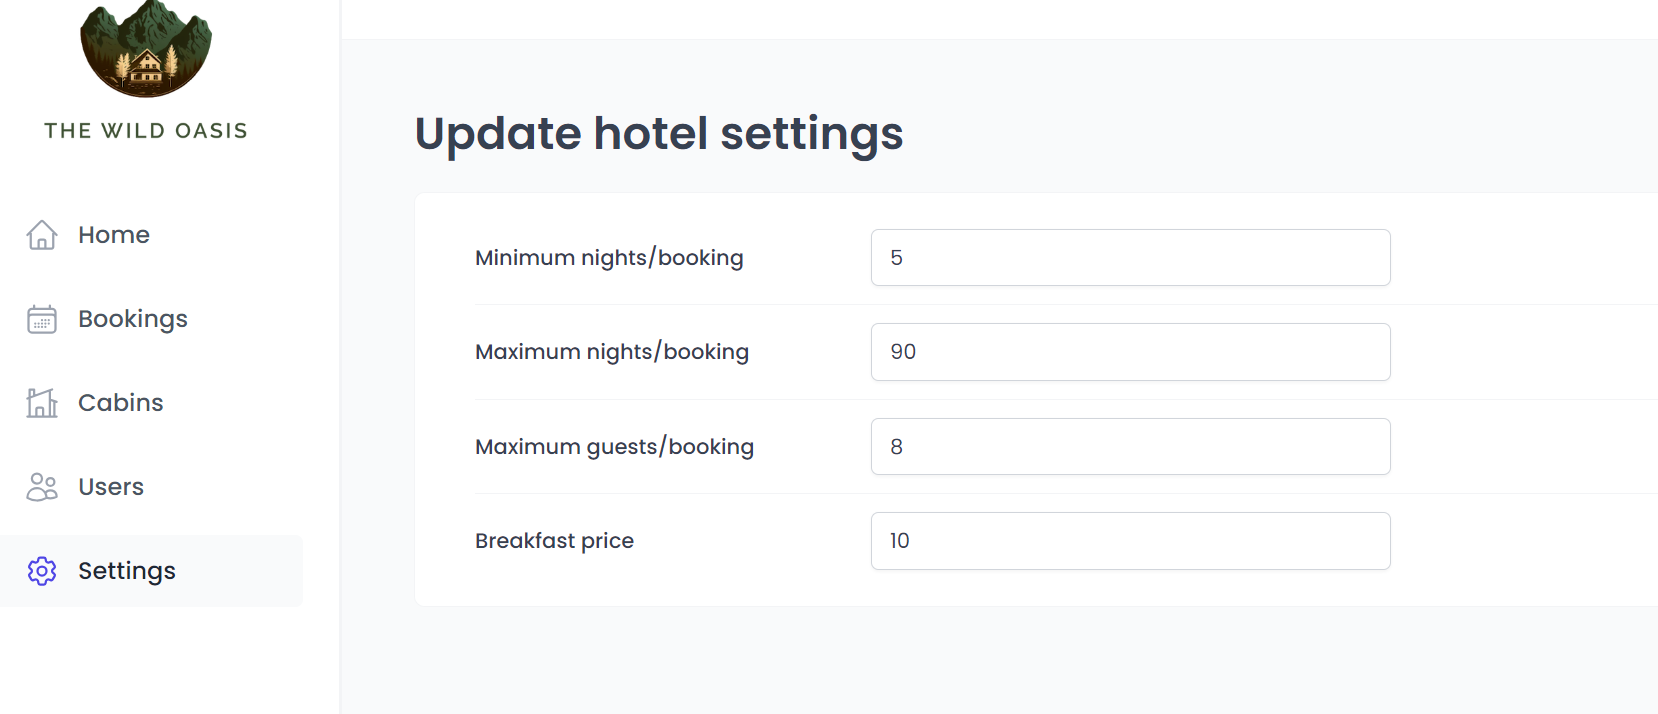 THE WILD OASIS
Home
Bookings
Cabins
Users
Settings
Update hotel settings
Minimum nights/booking
5
Maximum nights/booking
90
Maximum guests/booking
8
Breakfast price
10